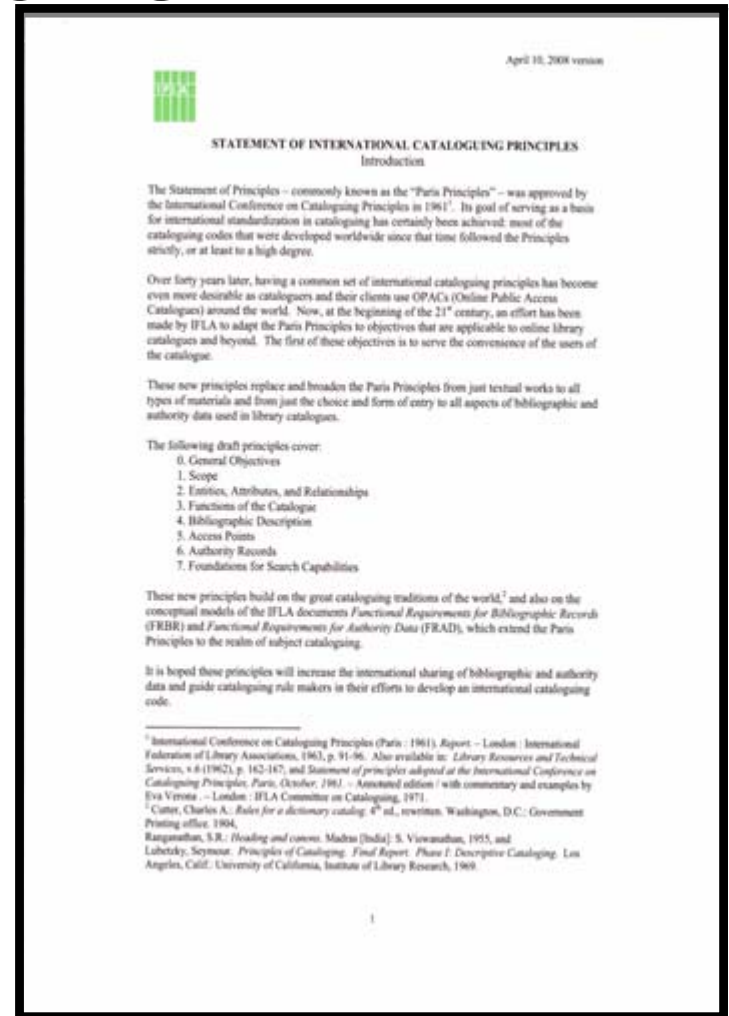 April 10, 2008 version
STATEMENT OF INTERNATIONAL CATALOGUING PRINCIPLES
Introduction
The Statement of Principles – commonly known as the “Paris Principles” – was approved by
the International Conference on Cataloguing Principles in 1961¹. Its goal of serving as a basis
for international standardization in cataloguing has certainly been achieved: most of the
cataloguing codes that were developed worldwide since that time followed the Principles
strictly, or at least to a high degree.
Over forty years later, having a common set of international cataloguing principles has become
even more desirable as cataloguers and their clients use OPACs (Online Public Access
Catalogues) around the world. Now, at the beginning of the 21st century, an effort has been
made by IFLA to adapt the Paris Principles to objectives that are applicable to online library
catalogues and beyond. The first of these objectives is to serve the convenience of the users of
the catalogue.
These new principles replace and broaden the Paris Principles from just textual works to all
types of materials and from just the choice and form of entry to all aspects of bibliographic and
authority data used in library catalogues.
The following draft principles cover:
0. General Objectives
1. Scope
2. Entities, Attributes, and Relationships
3. Functions of the Catalogue
4. Bibliographic Description
5. Access Points
6. Authority Records
7. Foundations for Search Capabilities
These new principles build on the great cataloguing traditions of the world,² and also on the
conceptual models of the IFLA documents Functional Requirements for Bibliographic Records
(FRBR) and Functional Requirements for Authority Data (FRAD), which extend the Paris
Principles to the realm of subject cataloguing.
It is hoped these principles will increase the international sharing of bibliographic and authority
data and guide cataloguing rule makers in their efforts to develop an international cataloguing
code.
¹ International Conference on Cataloguing Principles (Paris : 1961). Report. – London : International
Federation of Library Associations, 1963, p. 91-96. Also available in: Library Resources and Technical
Services, v.6 (1962), p. 162-167; and Statement of principles adopted at the International Conference on
Cataloguing Principles, Paris, October, 1961. – Annotated edition / with commentary and examples by
Eva Verona . – London : IFLA Committee on Cataloguing, 1971.
² Cutter, Charles A.: Rules for a dictionary catalog. 4th ed., rewritten. Washington, D.C.: Government
Printing office. 1904,
Ranganathan, S.R.: Heading and canons. Madras [India]: S. Viswanathan, 1955, and
Lubetzky, Seymour. Principles of Cataloging. Final Report. Phase I: Descriptive Cataloging. Los
Angeles, Calif.: University of California, Institute of Library Research, 1969.
1